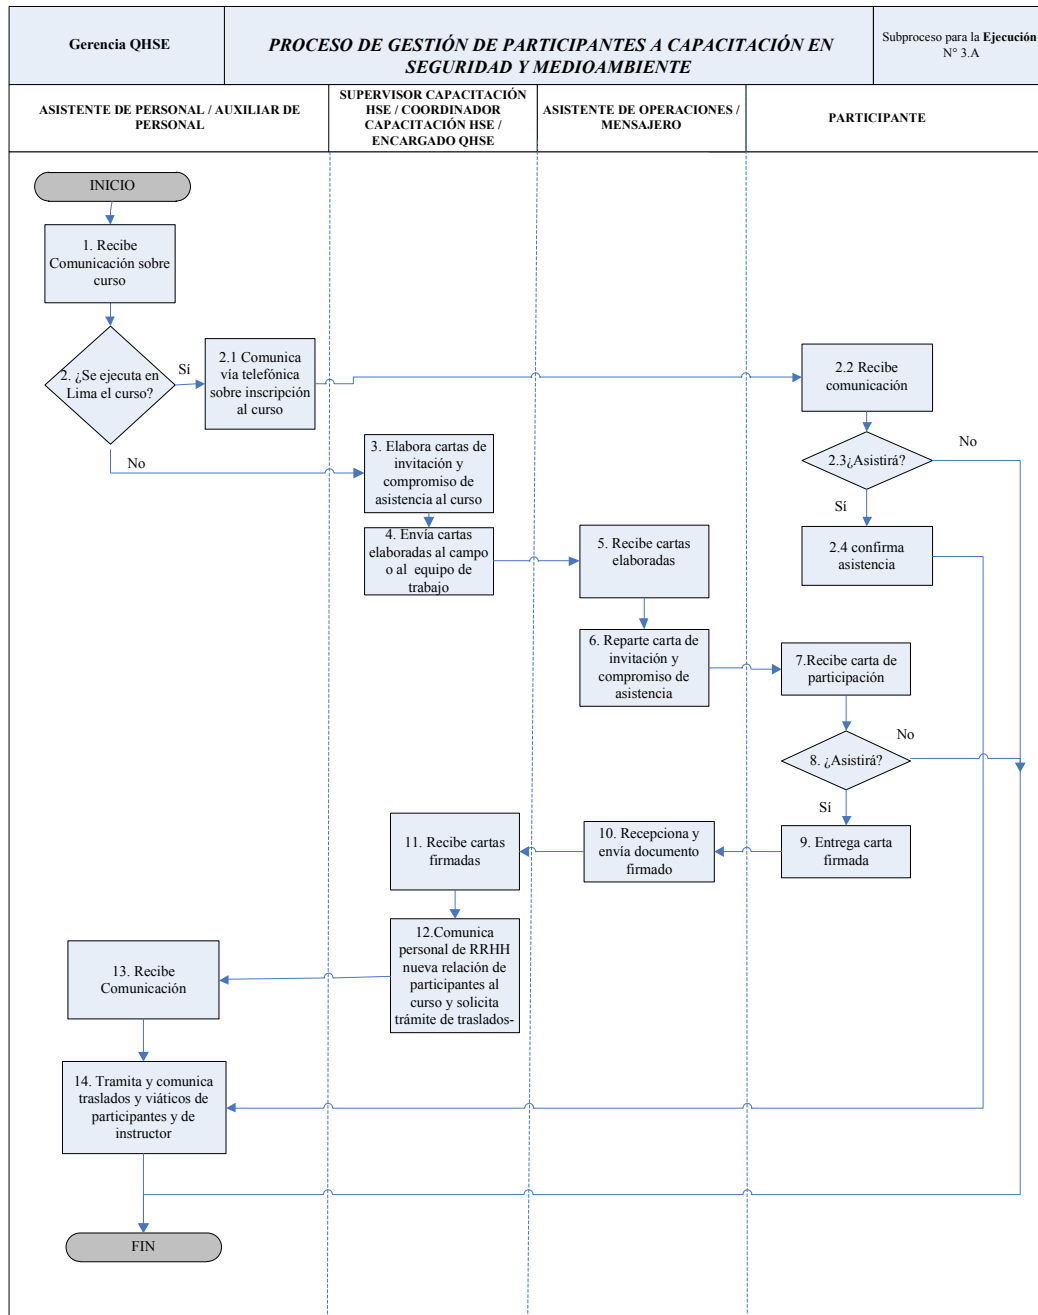 Gerencia QHSE
PROCESO DE GESTIÓN DE PARTICIPANTES A CAPACITACIÓN EN
SEGURIDAD Y MEDIOAMBIENTE
Subproceso para la Ejecución
N° 3.A
ASISTENTE DE PERSONAL / AUXILIAR DE
PERSONAL
SUPERVISOR CAPACITACIÓN
HSE / COORDINADOR
CAPACITACIÓN HSE /
ENCARGADO QHSE
ASISTENTE DE OPERACIONES /
MENSAJERO
PARTICIPANTE
INICIO
1. Recibe
Comunicación sobre
curso
2. ¿Se ejecuta en
Lima el curso?
Sí
2.1 Comunica
vía telefónica
sobre inscripción
al curso
2.2 Recibe
comunicación
No
2.3¿Asistirá?
No
3. Elabora cartas de
invitación y
compromiso de
asistencia al curso
Sí
4. Envía cartas
elaboradas al campo
o al equipo de
trabajo
5. Recibe cartas
elaboradas
2.4 confirma
asistencia
6. Reparte carta de
invitación y
compromiso de
asistencia
7.Recibe carta de
participación
No
8. ¿Asistirá?
Sí
9. Entrega carta
firmada
10. Recepciona y
envía documento
firmado
11. Recibe cartas
firmadas
12.Comunica
personal de RRHH
nueva relación de
participantes al
curso y solicita
trámite de traslados-
13. Recibe
Comunicación
14. Tramita y comunica
traslados y viáticos de
participantes y de
instructor
FIN